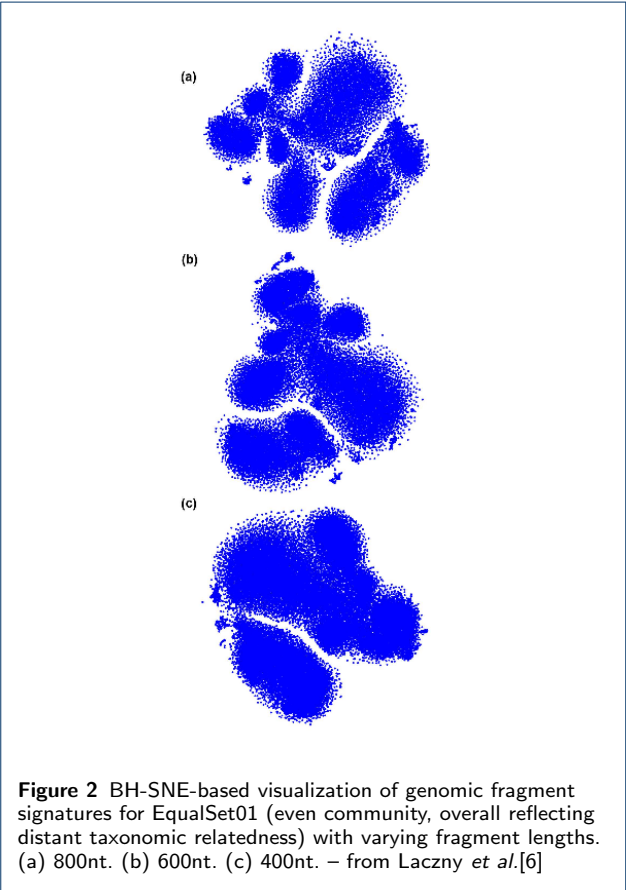 (a)
(b)
(c)
Figure 2 BH-SNE-based visualization of genomic fragment
signatures for EqualSet01 (even community, overall reflecting
distant taxonomic relatedness) with varying fragment lengths.
(a) 800nt. (b) 600nt. (c) 400nt. – from Laczny et al.[6]